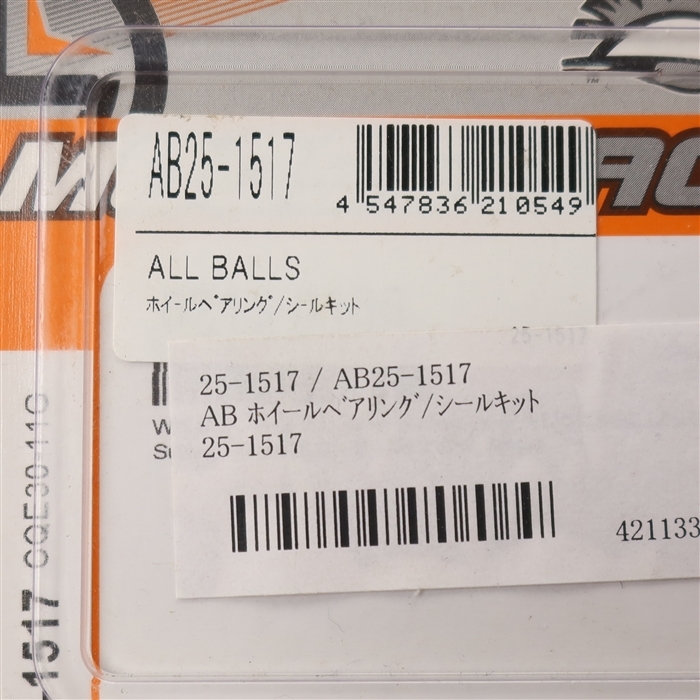 AB25-1517
4 547836 210549
ALL BALLS
ホイールベアリング/シールキット
25-1517
25-1517 / AB25-1517
AB ホイールベアリング/シールキット
25-1517
421133
-1517
TM